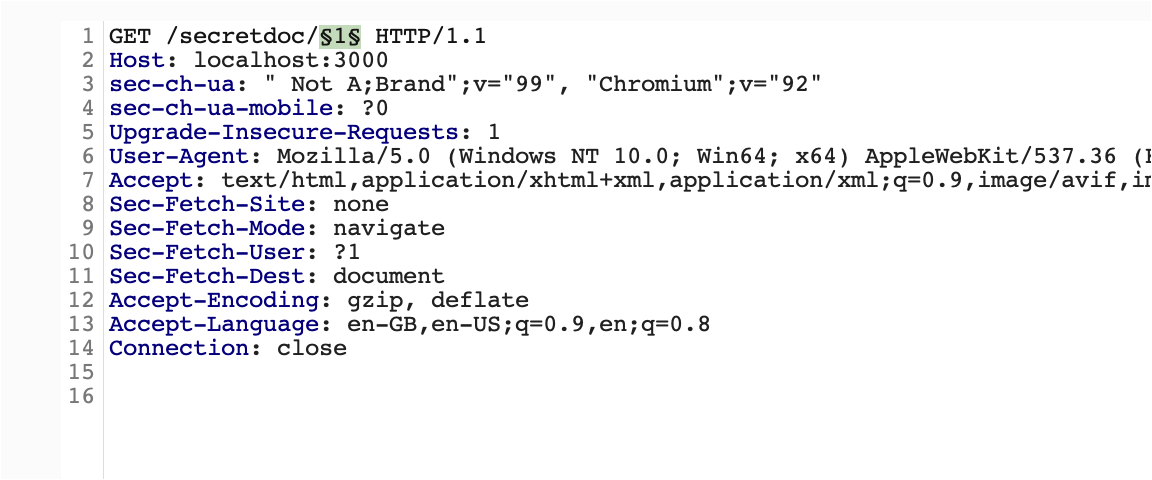 1 GET /secretdoc/§1§ HTTP/1.1
2 Host: localhost:3000
3 sec-ch-ua: " Not A;Brand";v="99", "Chromium";v="92"
4 sec-ch-ua-mobile: ?0
5 Upgrade-Insecure-Requests: 1
6 User-Agent: Mozilla/5.0 (Windows NT 10.0; Win64; x64) AppleWebKit/537.36 (
7 Accept: text/html,application/xhtml+xml,application/xml;q=0.9,image/avif,
8 Sec-Fetch-Site: none
9 Sec-Fetch-Mode: navigate
10 Sec-Fetch-User: ?1
11 Sec-Fetch-Dest: document
12 Accept-Encoding: gzip, deflate
13 Accept-Language: en-GB,en-US;q=0.9,en;q=0.8
14 Connection: close
15
16